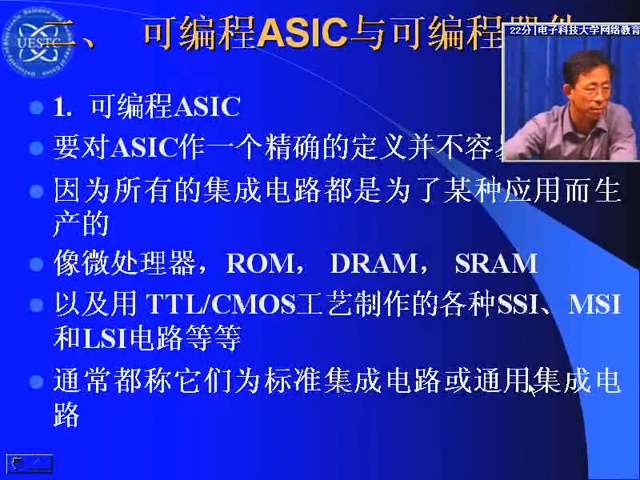 UESTC
二、 可编程ASIC与可编程器件
22分|电子科技大学网络教育
1. 可编程ASIC
要对ASIC作一个精确的定义并不容易
因为所有的集成电路都是为了某种应用而生
产的
像微处理器，ROM， DRAM， SRAM
以及用 TTL/CMOS工艺制作的各种SSI、MSI
和LSI电路等等
通常都称它们为标准集成电路或通用集成电
路